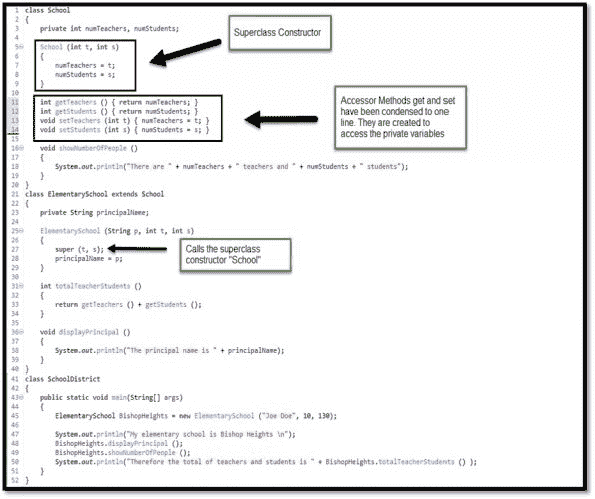 1 class School
2 {
3 private int numTeachers, numStudents;
4
5 School (int t, int s)
6 {
7 numTeachers = t;
8 numStudents = s;
9 }
10
11 int getTeachers () { return numTeachers; }
12 int getStudents () { return numStudents; }
13 void setTeachers (int t) { numTeachers = t; }
14 void setStudents (int s) { numStudents = s; }
15
16 void showNumberOfPeople ()
17 {
18 System.out.println("There are " + numTeachers + " teachers and " + numStudents + " students");
19 }
20 }
21 class ElementarySchool extends School
22 {
23 private String principalName;
24
25 ElementarySchool (String p, int t, int s)
26 {
27 super (t, s);
28 principalName = p;
29 }
30
31 int totalTeacherStudents ()
32 {
33 return getTeachers () + getStudents ();
34 }
35
36 void displayPrincipal ()
37 {
38 System.out.println("The principal name is " + principalName);
39 }
40 }
41 class SchoolDistrict
42 {
43 public static void main(String[] args)
44 {
45 ElementarySchool BishopHeights = new ElementarySchool ("Joe Doe", 10, 130);
46
47 System.out.println("My elementary school is Bishop Heights \n");
48 BishopHeights.displayPrincipal ();
49 BishopHeights.showNumberOfPeople ();
50 System.out.println("Therefore the total of teachers and students is " + BishopHeights.totalTeacherStudents () );
51 }
52 }
Superclass Constructor
Accessor Methods get and set
have been condensed to one
line. They are created to
access the private variables
Calls the superclass
constructor "School"